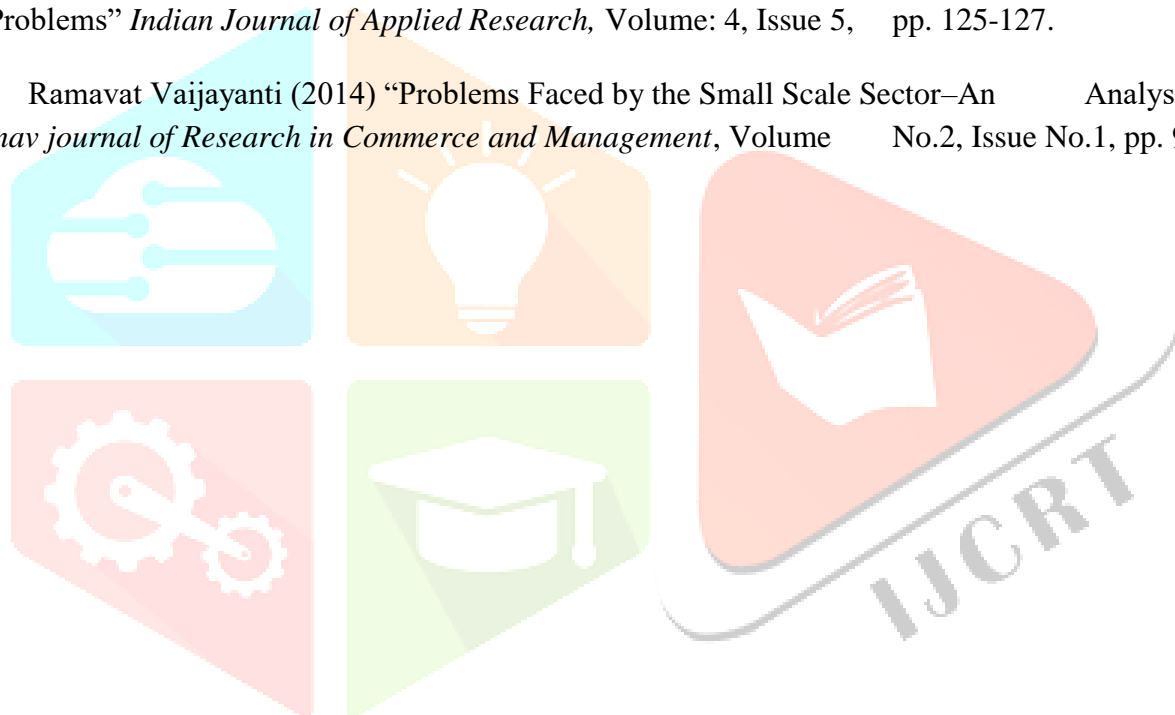 Problems” Indian Journal of Applied Research, Volume: 4, Issue 5, pp. 125-127.
Ramavat Vaijayanti (2014) “Problems Faced by the Small Scale Sector–An Analys
nav journal of Research in Commerce and Management, Volume No.2, Issue No.1, pp. 9
IJCRT